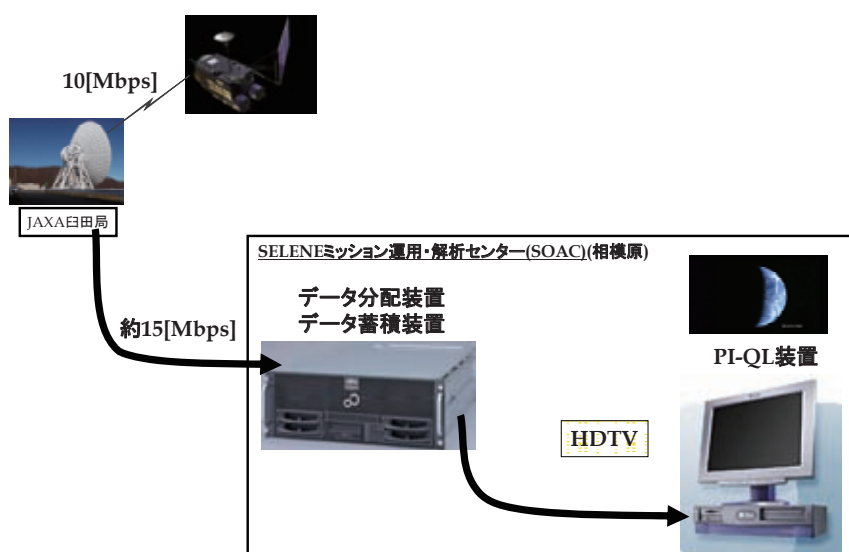 10[Mbps]
JAXA臼田局
SELENEミッション運用・解析センター(SOAC)(相模原)
データ分配装置
データ蓄積装置
約15[Mbps]
PI-QL装置
HDTV